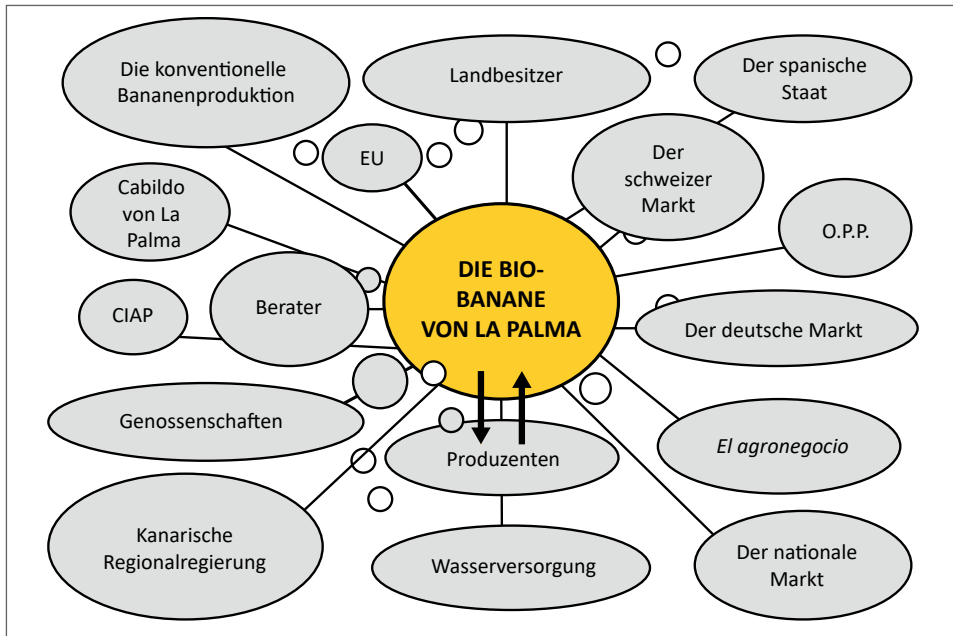 Die konventionelle
Bananenproduktion
Landbesitzer
Der spanische
Staat
EU
Der
schweizer
Markt
Cabildo
von La
Palma
O.P.P.
DIE BIO-
BANANE
VON LA PALMA
CIAP
Berater
Der deutsche Markt
Genossenschaften
El agronegocio
Produzenten
Kanarische
Regionalregierung
Wasserversorgung
Der nationale
Markt